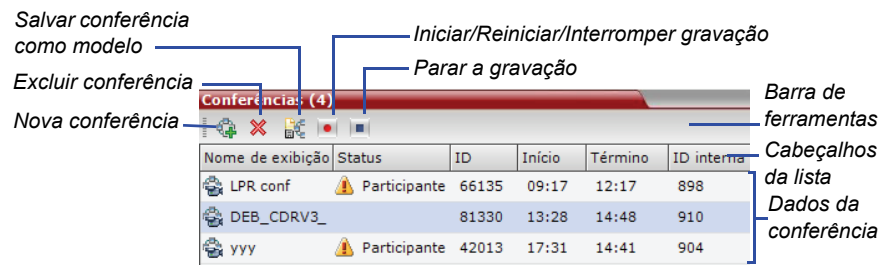 Salvar conferência
como modelo
Iniciar/Reiniciar/Interromper gravação
Excluir conferência
Parar a gravação
Nova conferência
Barra de
ferramentas
Conferências (4)
Nome de exibição Status ID Início Término ID interna
Cabeçalhos
da lista
LPR conf Participante 66135 09:17 12:17 898
DEB_CDRV3_ 81330 13:28 14:48 910
Dados da
conferência
yyy Participante 42013 17:31 14:41 904